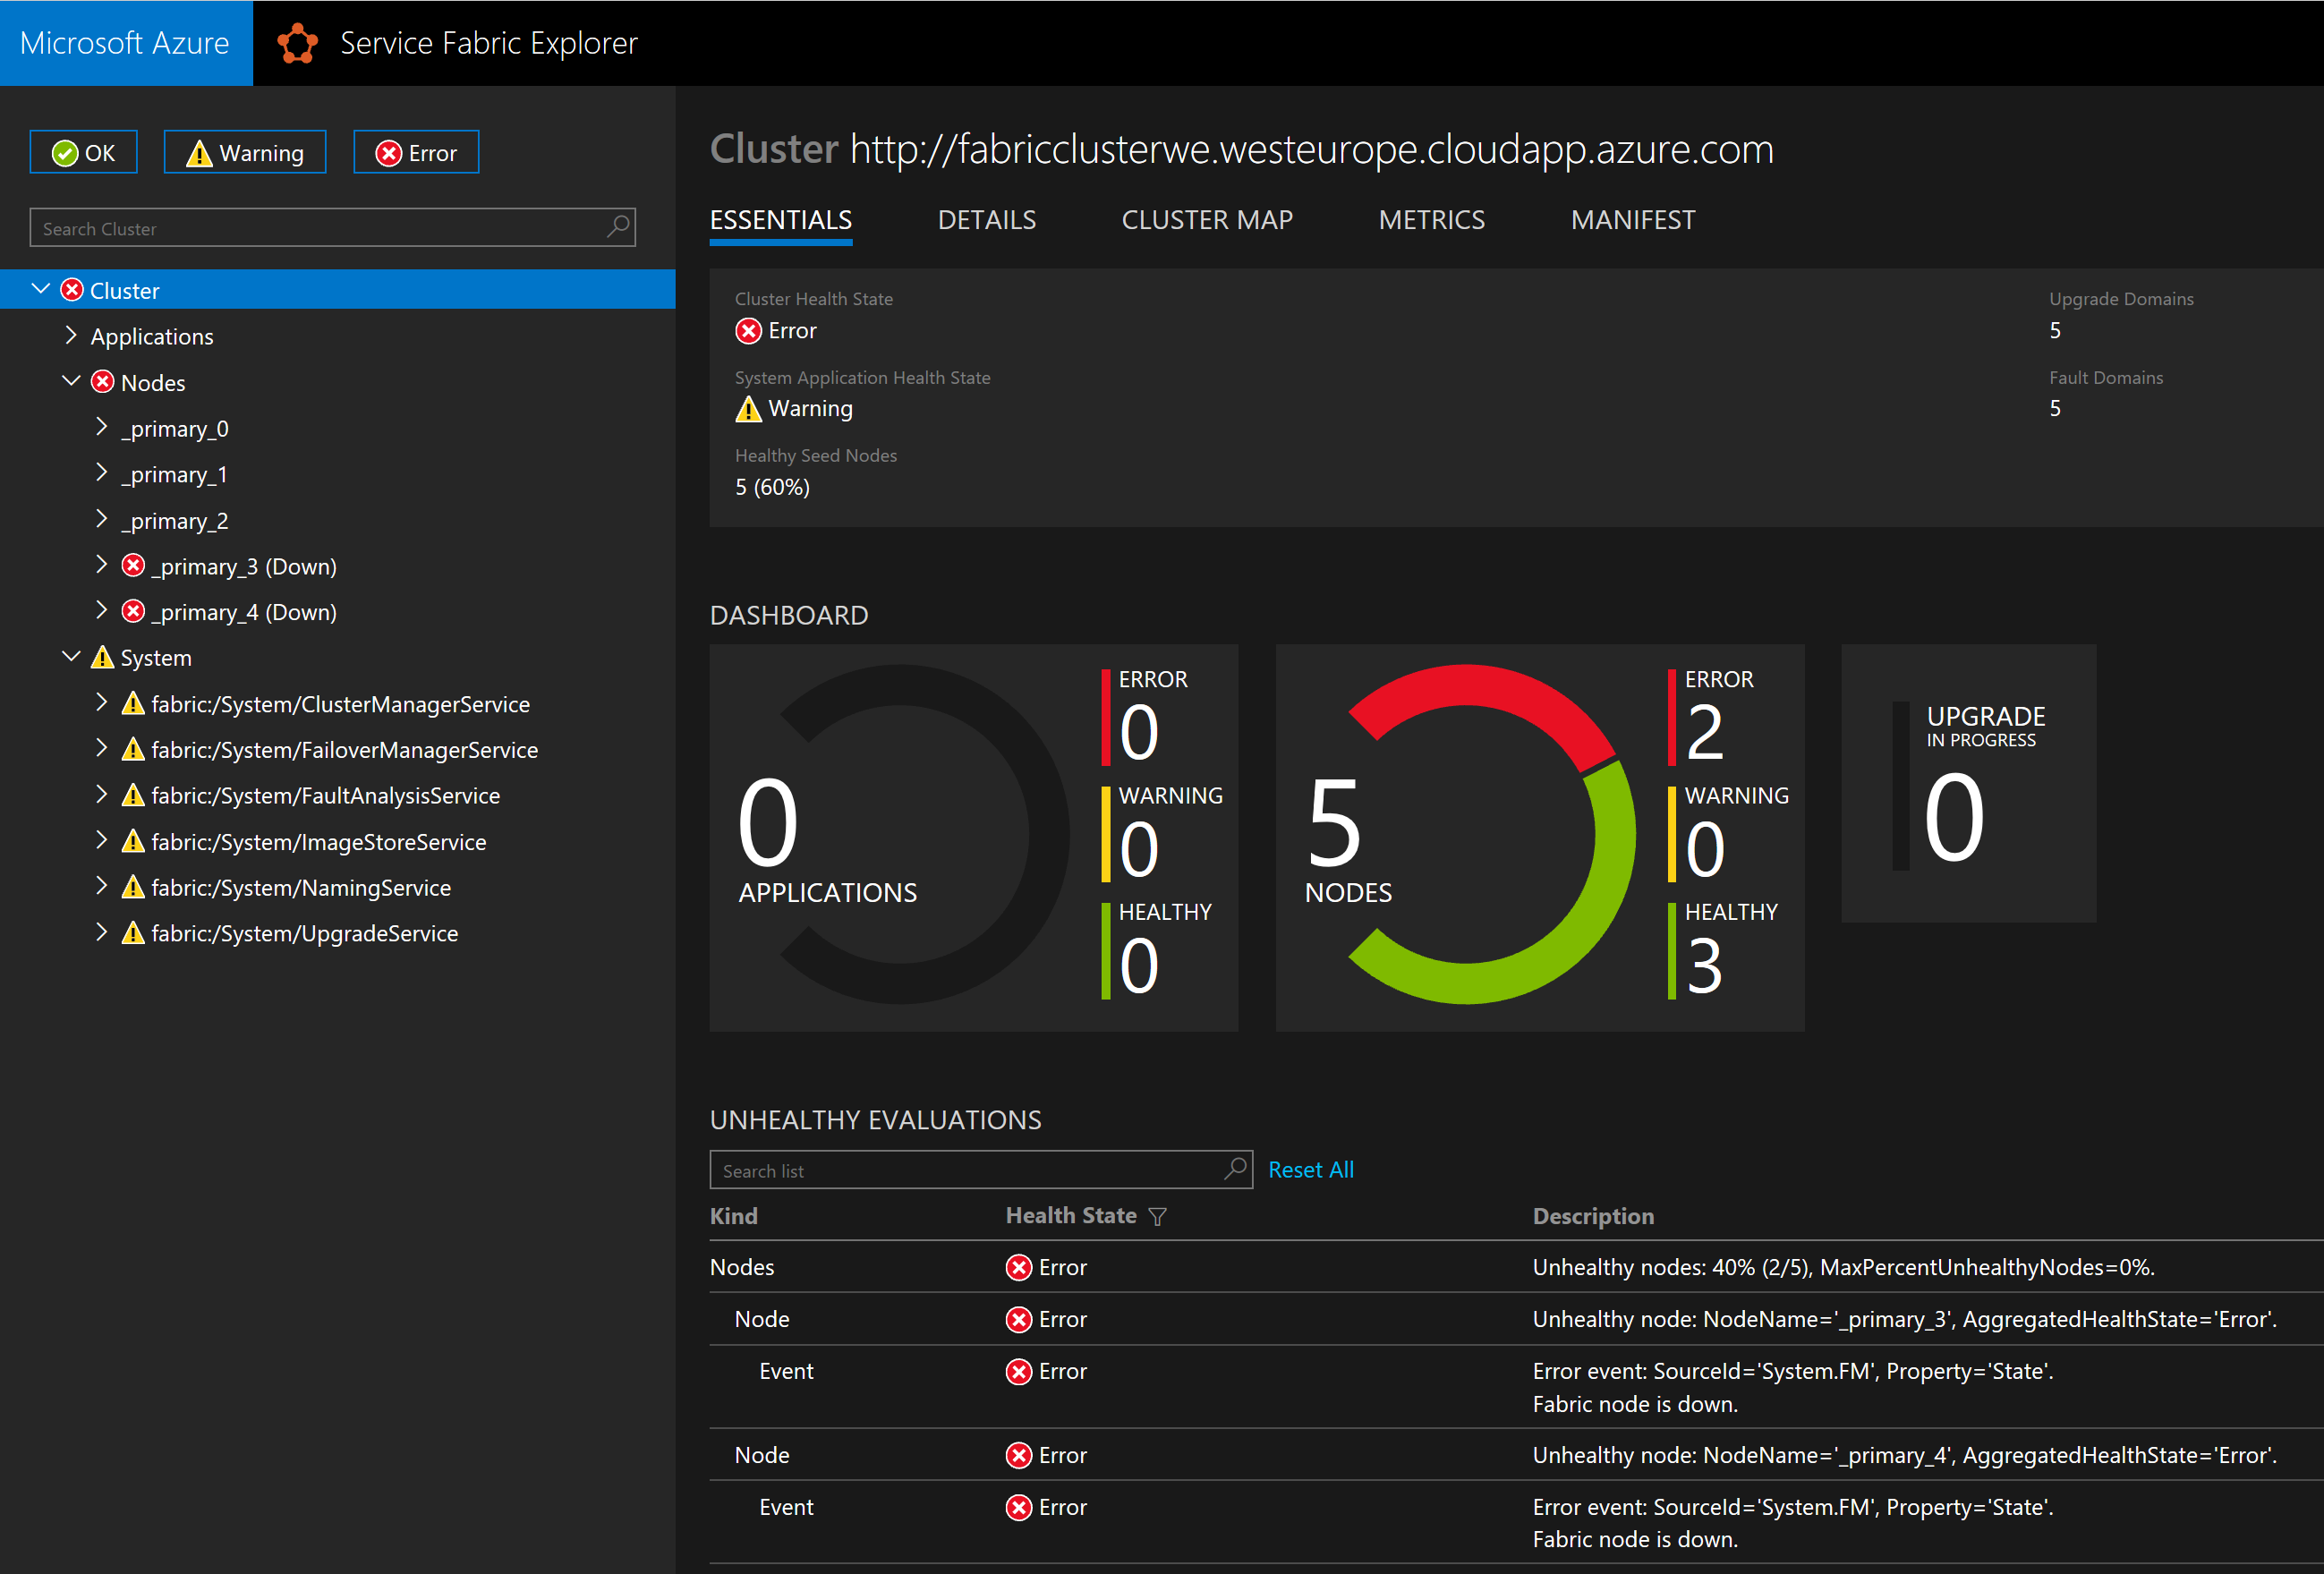 Microsoft Azure
Service Fabric Explorer
OK
Warning
Error
Search Cluster
Cluster
Applications
Nodes
_primary_0
_primary_1
_primary_2
_primary_3 (Down)
_primary_4 (Down)
System
fabric:/System/ClusterManagerService
fabric:/System/FailoverManagerService
fabric:/System/FaultAnalysisService
fabric:/System/ImageStoreService
fabric:/System/NamingService
fabric:/System/UpgradeService
Cluster http://fabricclusterwe.westeurope.cloudapp.azure.com
ESSENTIALS DETAILS CLUSTER MAP METRICS MANIFEST
Cluster Health State
Error
System Application Health State
Warning
Healthy Seed Nodes
5 (60%)
Upgrade Domains
5
Fault Domains
5
DASHBOARD
0
APPLICATIONS
ERROR
0
WARNING
0
HEALTHY
0
5
NODES
ERROR
2
WARNING
0
HEALTHY
3
UPGRADE
IN PROGRESS
0
UNHEALTHY EVALUATIONS
Search list
Reset All
Kind Health State Description
Nodes Error Unhealthy nodes: 40% (2/5), MaxPercentUnhealthyNodes=0%.
Node Error Unhealthy node: NodeName='_primary_3', AggregatedHealthState='Error'.
Event Error Error event: SourceId='System.FM', Property='State'.
Fabric node is down.
Node Error Unhealthy node: NodeName='_primary_4', AggregatedHealthState='Error'.
Event Error Error event: SourceId='System.FM', Property='State'.
Fabric node is down.